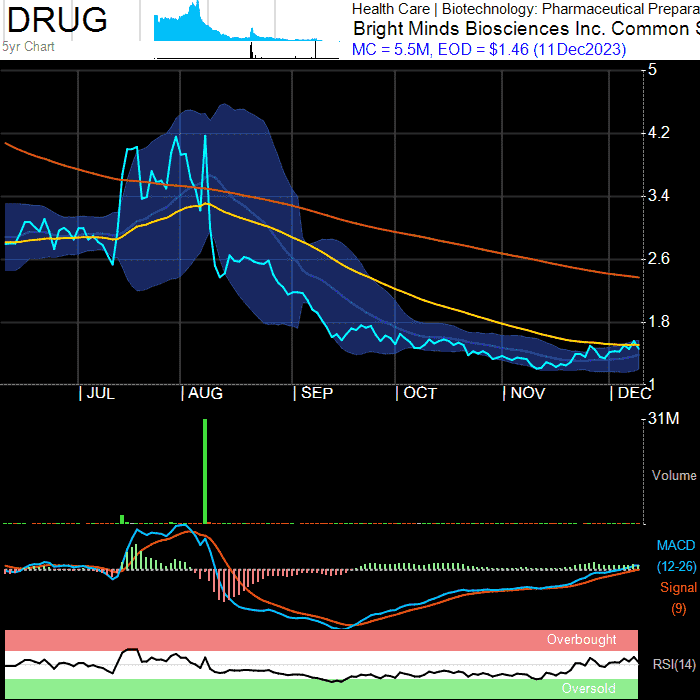 DRUG
Health Care | Biotechnology: Pharmaceutical Prepara
Bright Minds Biosciences Inc. Common S
5yr Chart
MC = 5.5M, EOD = $1.46 (11Dec2023)
5
4.2
3.4
2.6
1.8
1
| JUL
| AUG
| SEP
| OCT
| NOV
| DEC
31M
Volume
MACD
(12-26)
Signal
(9)
Overbought
RSI(14)
Oversold